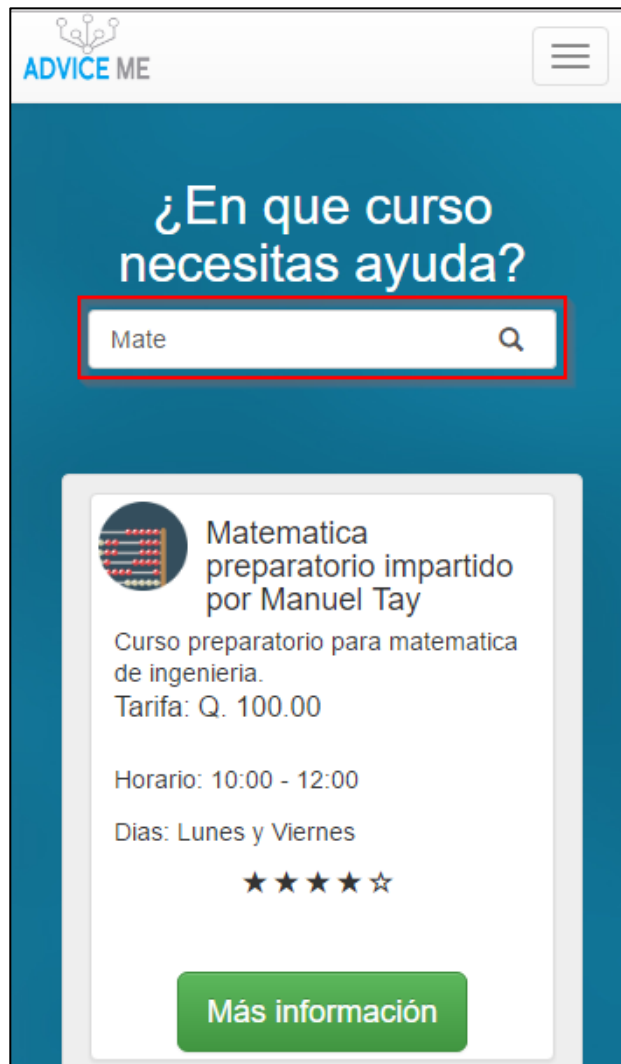 ADVICE ME
¿En que curso
necesitas ayuda?
Mate
Matematica
preparatorio impartido
por Manuel Tay
Curso preparatorio para matematica
de ingenieria.
Tarifa: Q. 100.00
Horario: 10:00 - 12:00
Dias: Lunes y Viernes
★★★★☆
Más información